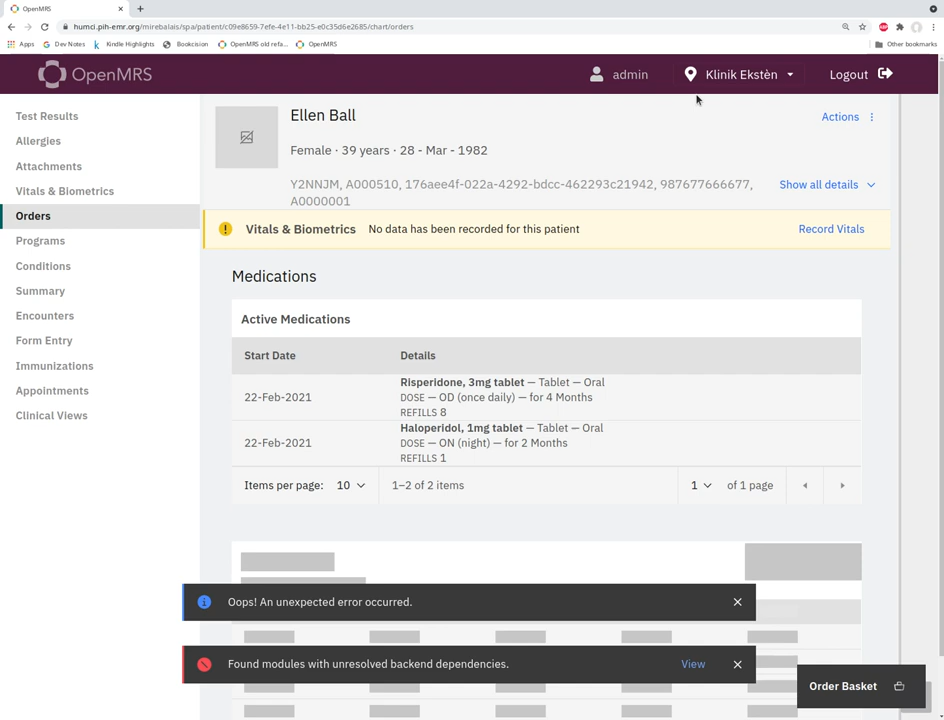 OpenMRS
humci.pih-emr.org/mirebalais/spa/patient/c09e8659-7efe-4e11-bb25-e0c35d6e2685/chart/orders
Apps
Dev Notes
Kindle Highlights
Bookcision
OpenMRS old refa...
OpenMRS
Other bookmarks
OpenMRS
admin
Klinik Ekstèn
Logout
Test Results
Allergies
Attachments
Vitals & Biometrics
Orders
Programs
Conditions
Summary
Encounters
Form Entry
Immunizations
Appointments
Clinical Views
Ellen Ball
Actions
Female · 39 years · 28 - Mar - 1982
Y2NNJM, A000510, 176aee4f-022a-4292-bdcc-462293c21942, 987677666677,
A0000001
Show all details
Vitals & Biometrics No data has been recorded for this patient
Record Vitals
Medications
Active Medications
Start Date Details
22-Feb-2021
Risperidone, 3mg tablet — Tablet — Oral
DOSE — OD (once daily) — for 4 Months
REFILLS 8
22-Feb-2021
Haloperidol, 1mg tablet — Tablet — Oral
DOSE — ON (night) — for 2 Months
REFILLS 1
Items per page: 10 1–2 of 2 items 1 of 1 page
Oops! An unexpected error occurred.
Found modules with unresolved backend dependencies. View
Order Basket